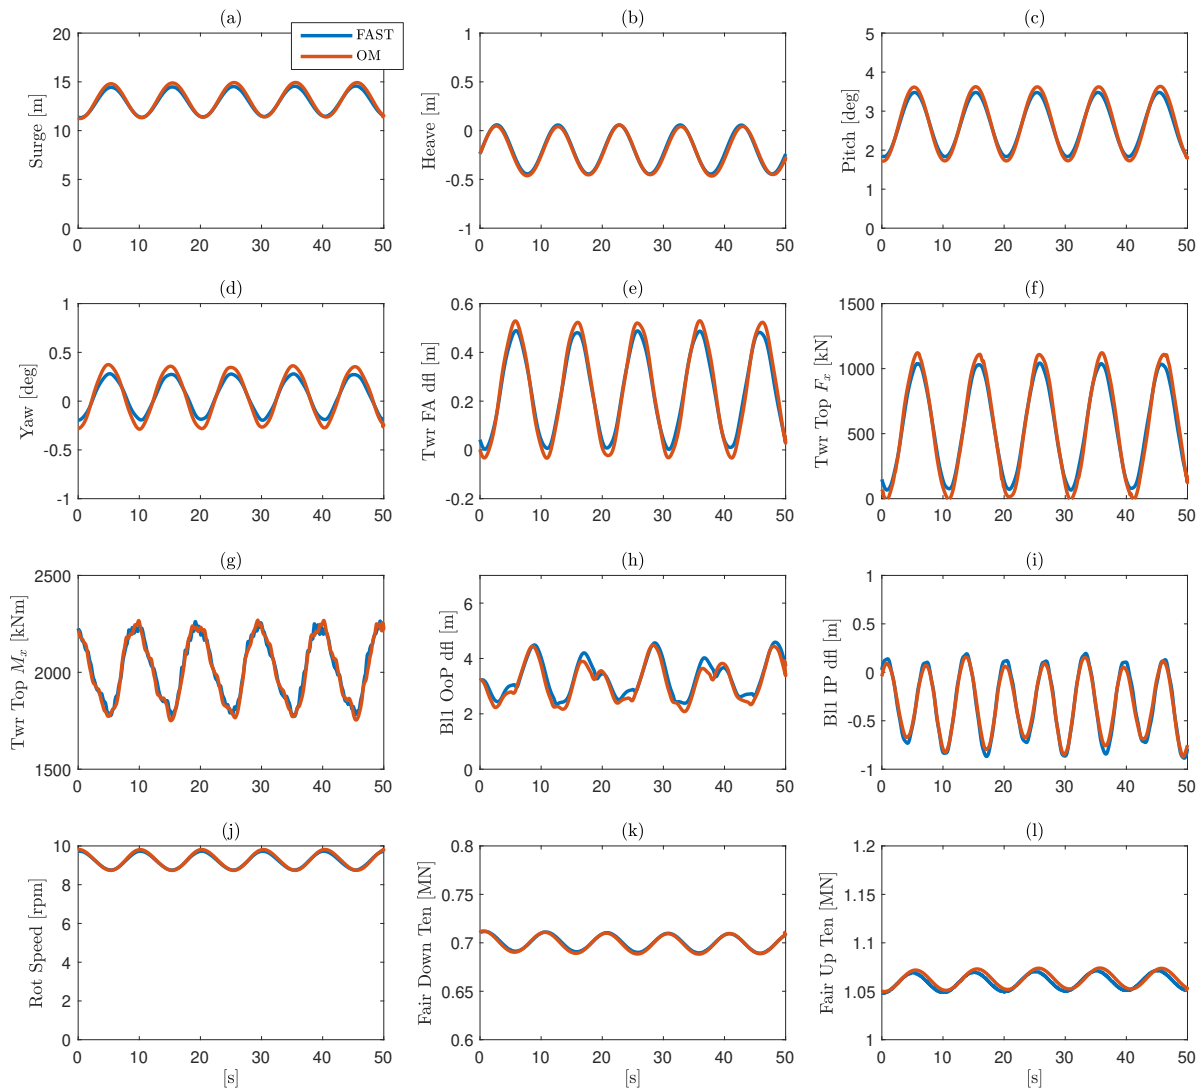 (a)
FAST
OM
Surge [m]
20
15
10
5
0
0 10 20 30 40 50
(b)
Heave [m]
1
0.5
0
-0.5
-1
0 10 20 30 40 50
(c)
Pitch [deg]
5
4
3
2
1
0
0 10 20 30 40 50
(d)
Yaw [deg]
1
0.5
0
-0.5
-1
0 10 20 30 40 50
(e)
Twr FA dfl [m]
0.6
0.4
0.2
0
-0.2
0 10 20 30 40 50
(f)
Twr Top Fₓ [kN]
1500
1000
500
0
0 10 20 30 40 50
(g)
Twr Top Mₓ [kNm]
2500
2000
1500
0 10 20 30 40 50
(h)
Bl1 OoP dfl [m]
6
4
2
0
0 10 20 30 40 50
(i)
Bl1 IP dfl [m]
1
0.5
0
-0.5
-1
0 10 20 30 40 50
(j)
Rot Speed [rpm]
10
8
6
4
2
0
0 10 20 30 40 50
[s]
(k)
Fair Down Ten [MN]
0.8
0.75
0.7
0.65
0.6
0 10 20 30 40 50
[s]
(l)
Fair Up Ten [MN]
1.2
1.15
1.1
1.05
1
0 10 20 30 40 50
[s]